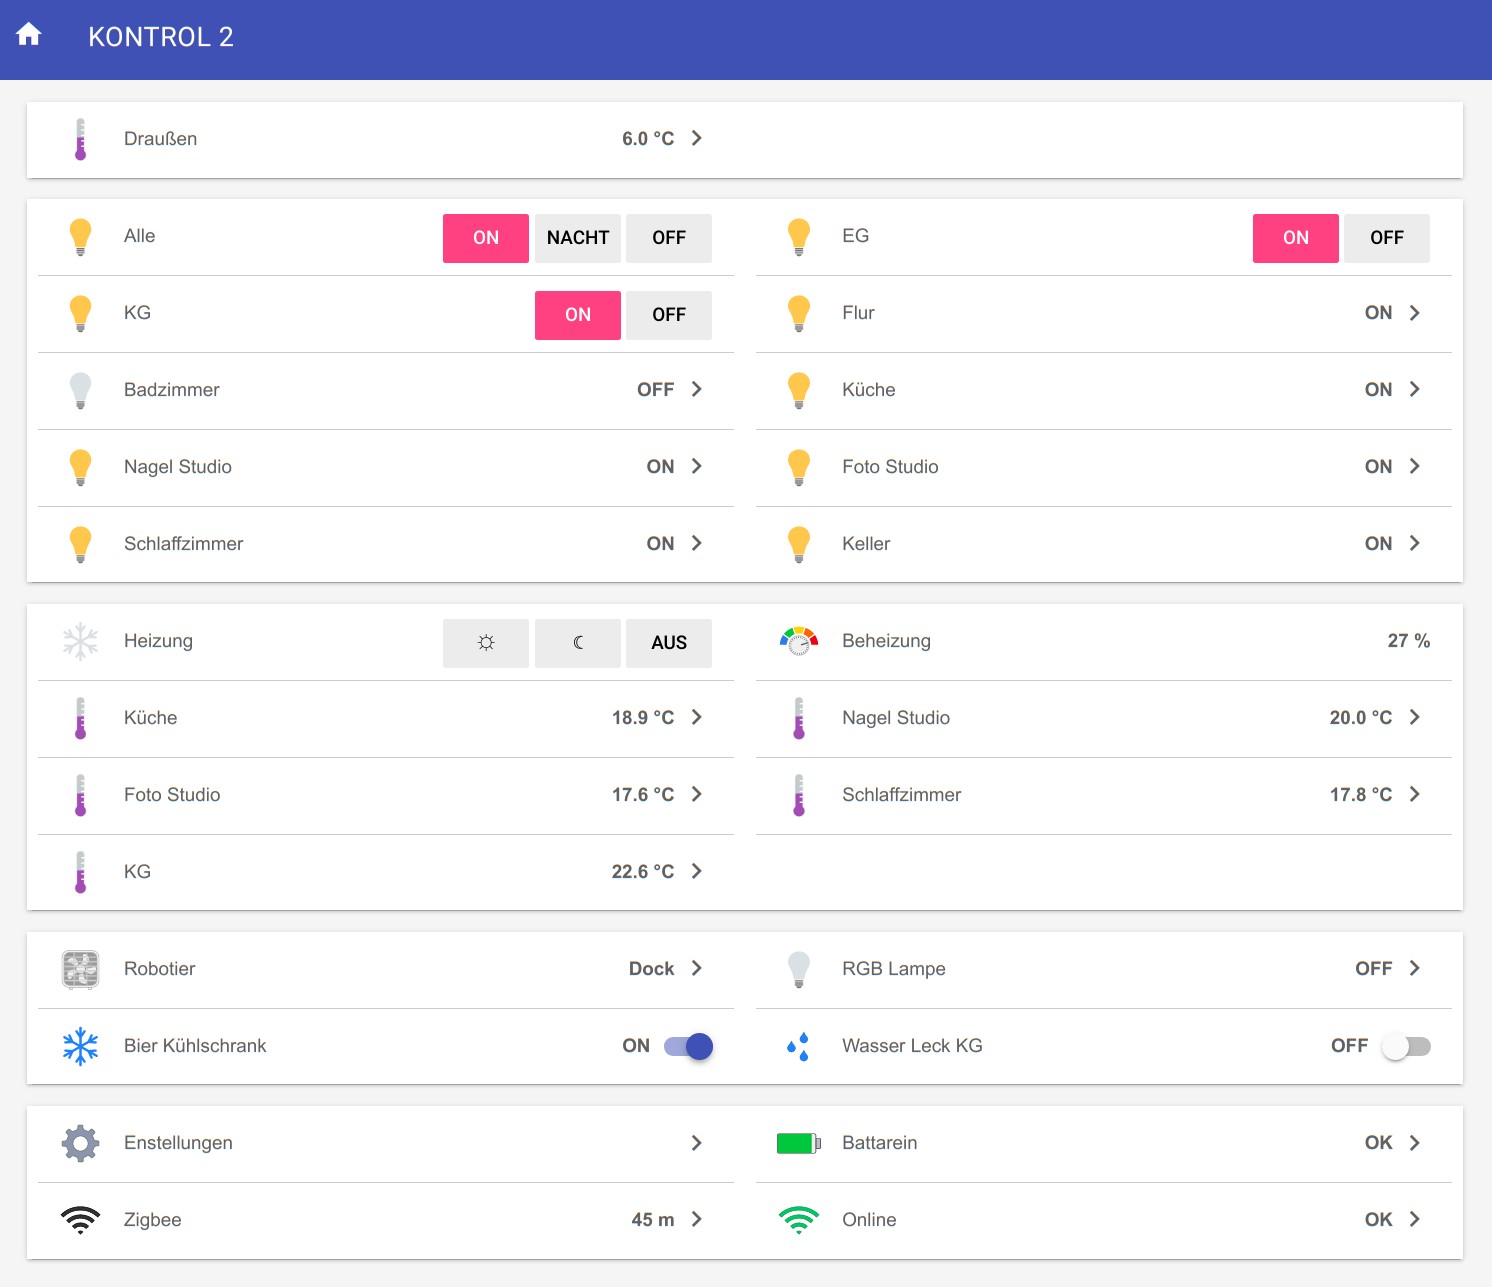 KONTROL 2
Draußen 6.0 °C
Alle ON NACHT OFF EG ON OFF
KG ON OFF Flur ON
Badzimmer OFF Küche ON
Nagel Studio ON Foto Studio ON
Schlaffzimmer ON Keller ON
Heizung ☼ ☾ AUS Beheizung 27 %
Küche 18.9 °C Nagel Studio 20.0 °C
Foto Studio 17.6 °C Schlaffzimmer 17.8 °C
KG 22.6 °C
Robotier Dock RGB Lampe OFF
Bier Kühlschrank ON Wasser Leck KG OFF
Enstellungen Battarein OK
Zigbee 45 m Online OK